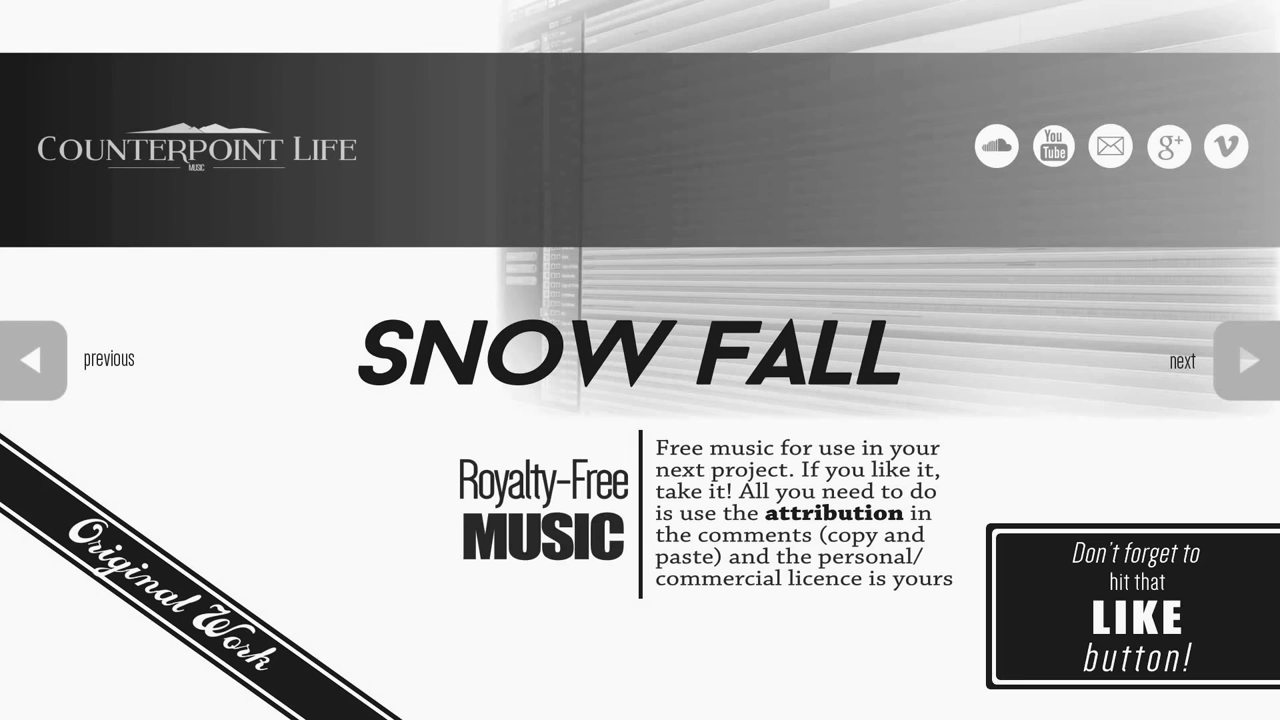 COUNTERPOINT LIFE
MUSIC
You
Tube
g+
SNOW FALL
previous
next
Royalty-Free
MUSIC
Free music for use in your
next project. If you like it,
take it! All you need to do
is use the attribution in
the comments (copy and
paste) and the personal/
commercial licence is yours
Original Work
Don't forget to
hit that
LIKE
button!